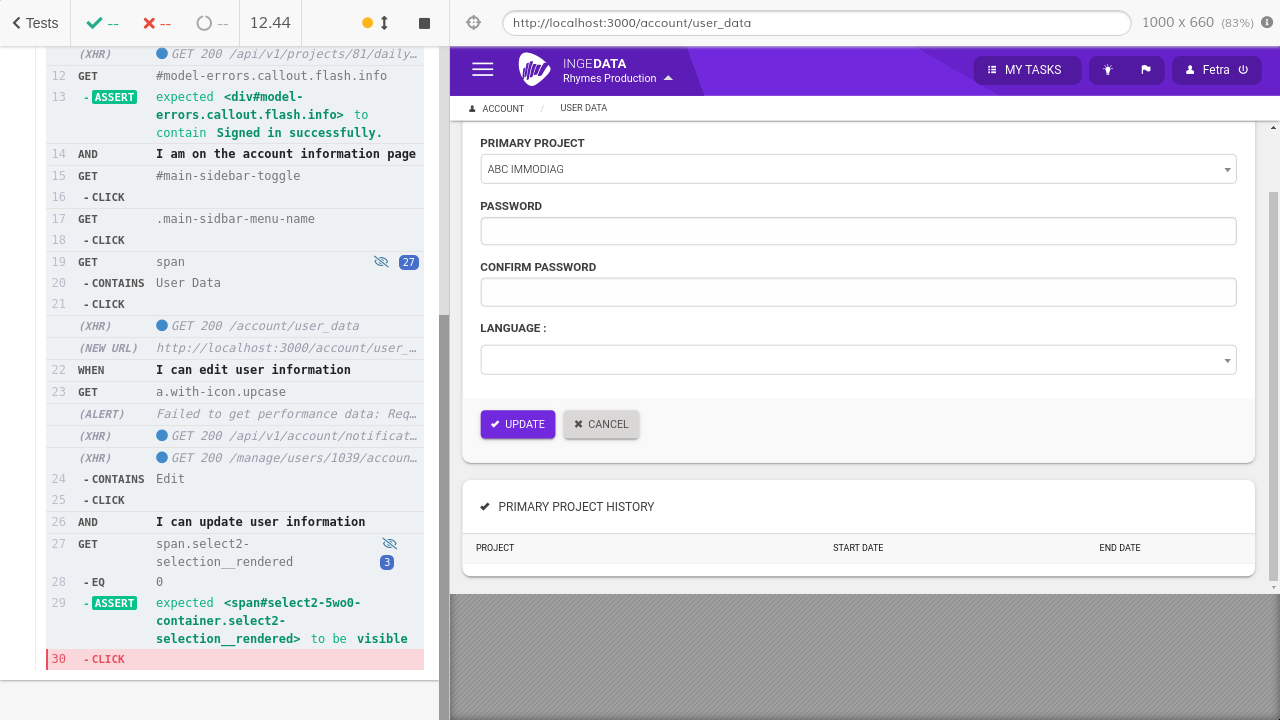 Tests
--
--
--
12.44
http://localhost:3000/account/user_data
1000 x 660 (83%)
(XHR) GET 200 /api/v1/projects/81/daily…
12 GET #model-errors.callout.flash.info
13 -ASSERT expected <div#model-
errors.callout.flash.info> to
contain Signed in successfully.
14 AND I am on the account information page
15 GET #main-sidebar-toggle
16 -CLICK
17 GET .main-sidbar-menu-name
18 -CLICK
19 GET span 27
20 -CONTAINS User Data
21 -CLICK
(XHR) GET 200 /account/user_data
(NEW URL) http://localhost:3000/account/user_…
22 WHEN I can edit user information
23 GET a.with-icon.upcase
(ALERT) Failed to get performance data: Req…
(XHR) GET 200 /api/v1/account/notificat…
(XHR) GET 200 /manage/users/1039/accoun…
24 -CONTAINS Edit
25 -CLICK
26 AND I can update user information
27 GET span.select2-
selection__rendered 3
28 -EQ 0
29 -ASSERT expected <span#select2-5wo0-
container.select2-
selection__rendered> to be visible
30 -CLICK
INGEDATA
Rhymes Production
MY TASKS
Fetra
ACCOUNT / USER DATA
PRIMARY PROJECT
ABC IMMODIAG
PASSWORD
CONFIRM PASSWORD
LANGUAGE :
UPDATE
CANCEL
PRIMARY PROJECT HISTORY
PROJECT START DATE END DATE